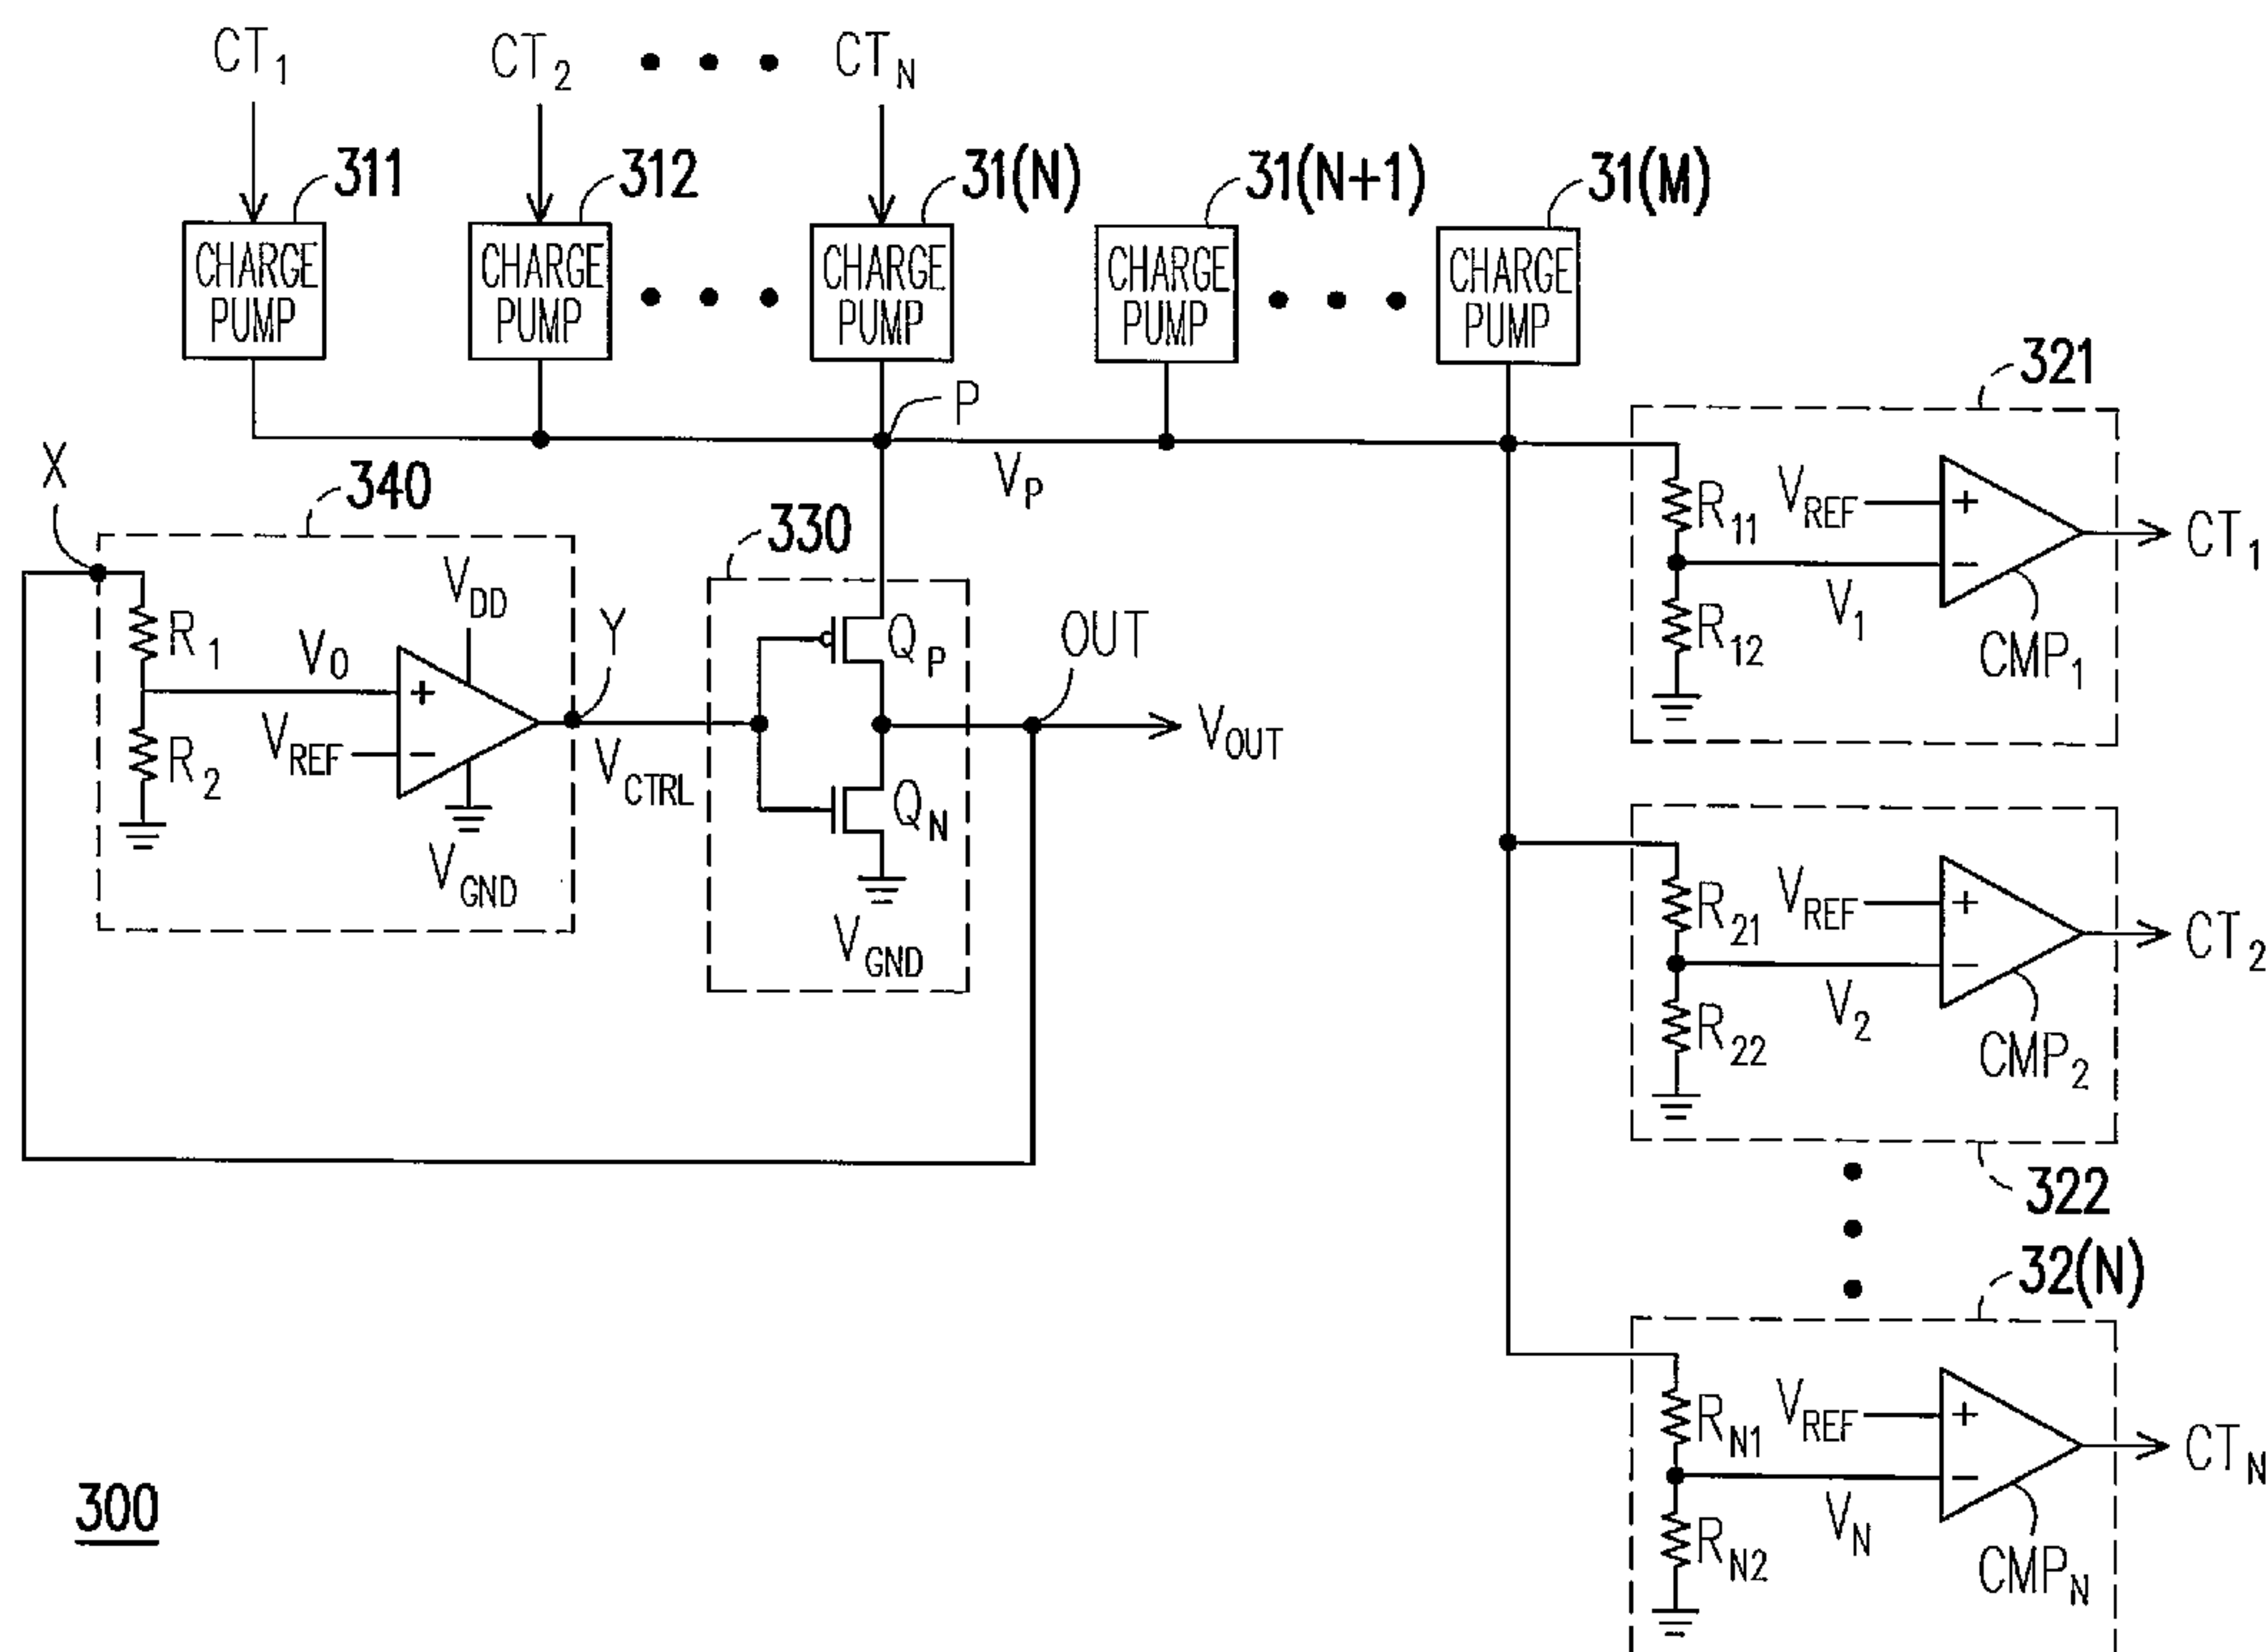 CT1 CT2 • • • CTN
311 312 31(N) 31(N+1) 31(M)
CHARGE PUMP
CHARGE PUMP
• • •
CHARGE PUMP
CHARGE PUMP
• • •
CHARGE PUMP
P
VP
X
340
VDD
R1
V0
+
VREF
−
R2
VGND
Y
VCTRL
330
QP
QN
VGND
OUT
VOUT
321
R11
VREF
+
−
V1
R12
CMP1
CT1
R21
VREF
+
−
V2
R22
CMP2
CT2
322
32(N)
RN1
VREF
+
−
VN
RN2
CMPN
CTN
300